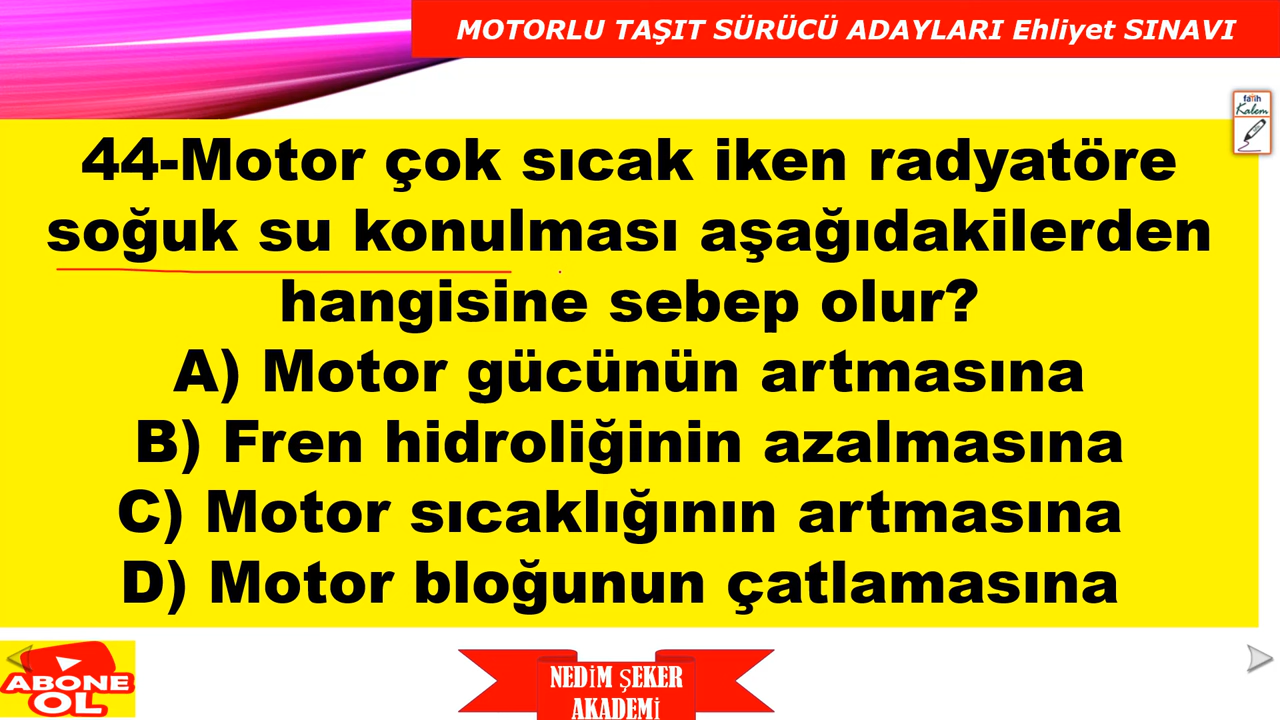 MOTORLU TAŞIT SÜRÜCÜ ADAYLARI Ehliyet SINAVI
fatih
Kalem
44-Motor çok sıcak iken radyatöre
soğuk su konulması aşağıdakilerden
hangisine sebep olur?
A) Motor gücünün artmasına
B) Fren hidroliğinin azalmasına
C) Motor sıcaklığının artmasına
D) Motor bloğunun çatlamasına
ABONE
OL
NEDİM ŞEKER
AKADEMİ